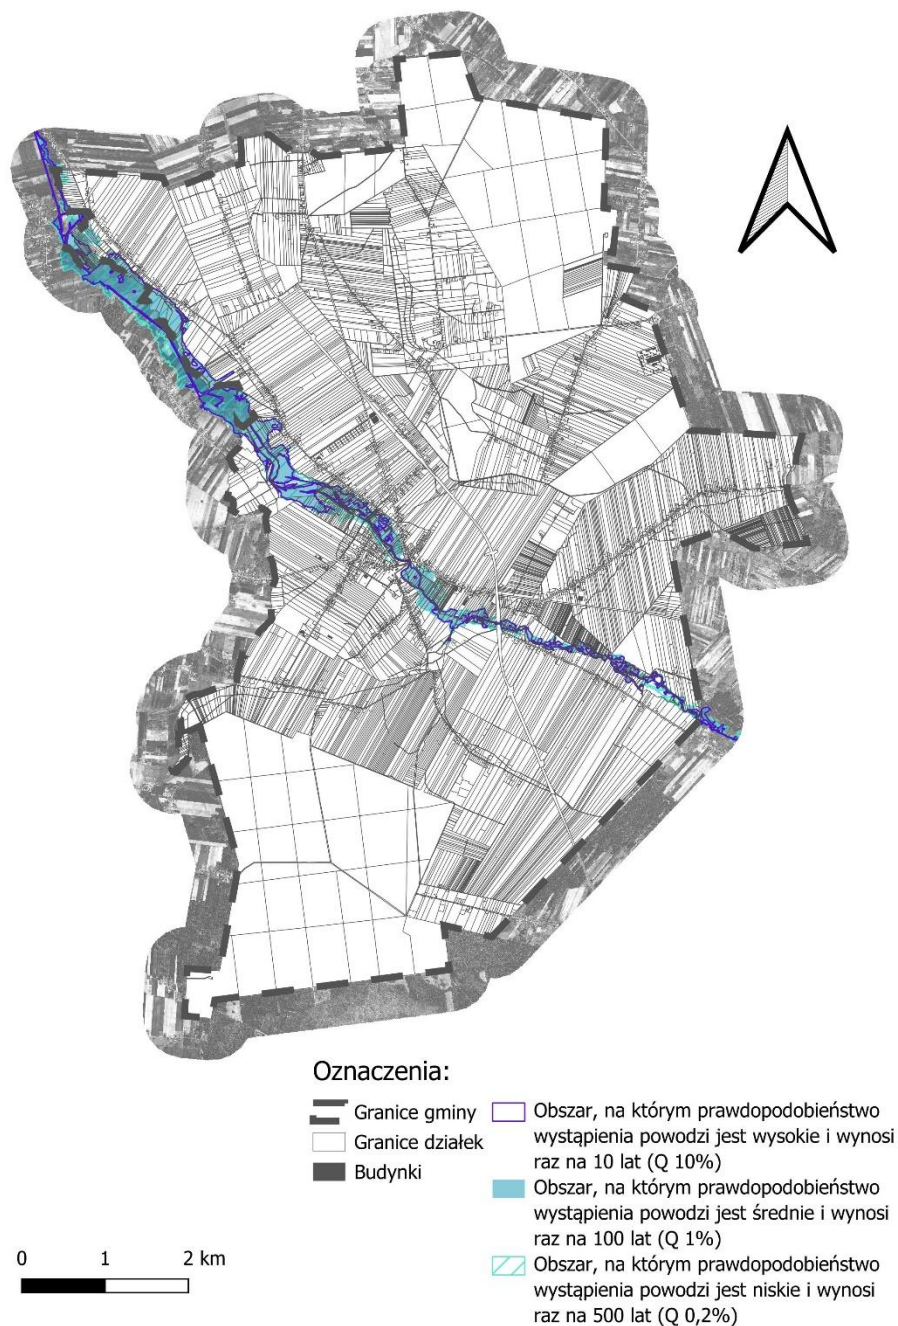 Oznaczenia:
Granice gminy
Granice działek
Budynki
Obszar, na którym prawdopodobieństwo
wystąpienia powodzi jest wysokie i wynosi
raz na 10 lat (Q 10%)
Obszar, na którym prawdopodobieństwo
wystąpienia powodzi jest średnie i wynosi
raz na 100 lat (Q 1%)
Obszar, na którym prawdopodobieństwo
wystąpienia powodzi jest niskie i wynosi
raz na 500 lat (Q 0,2%)
0 1 2 km